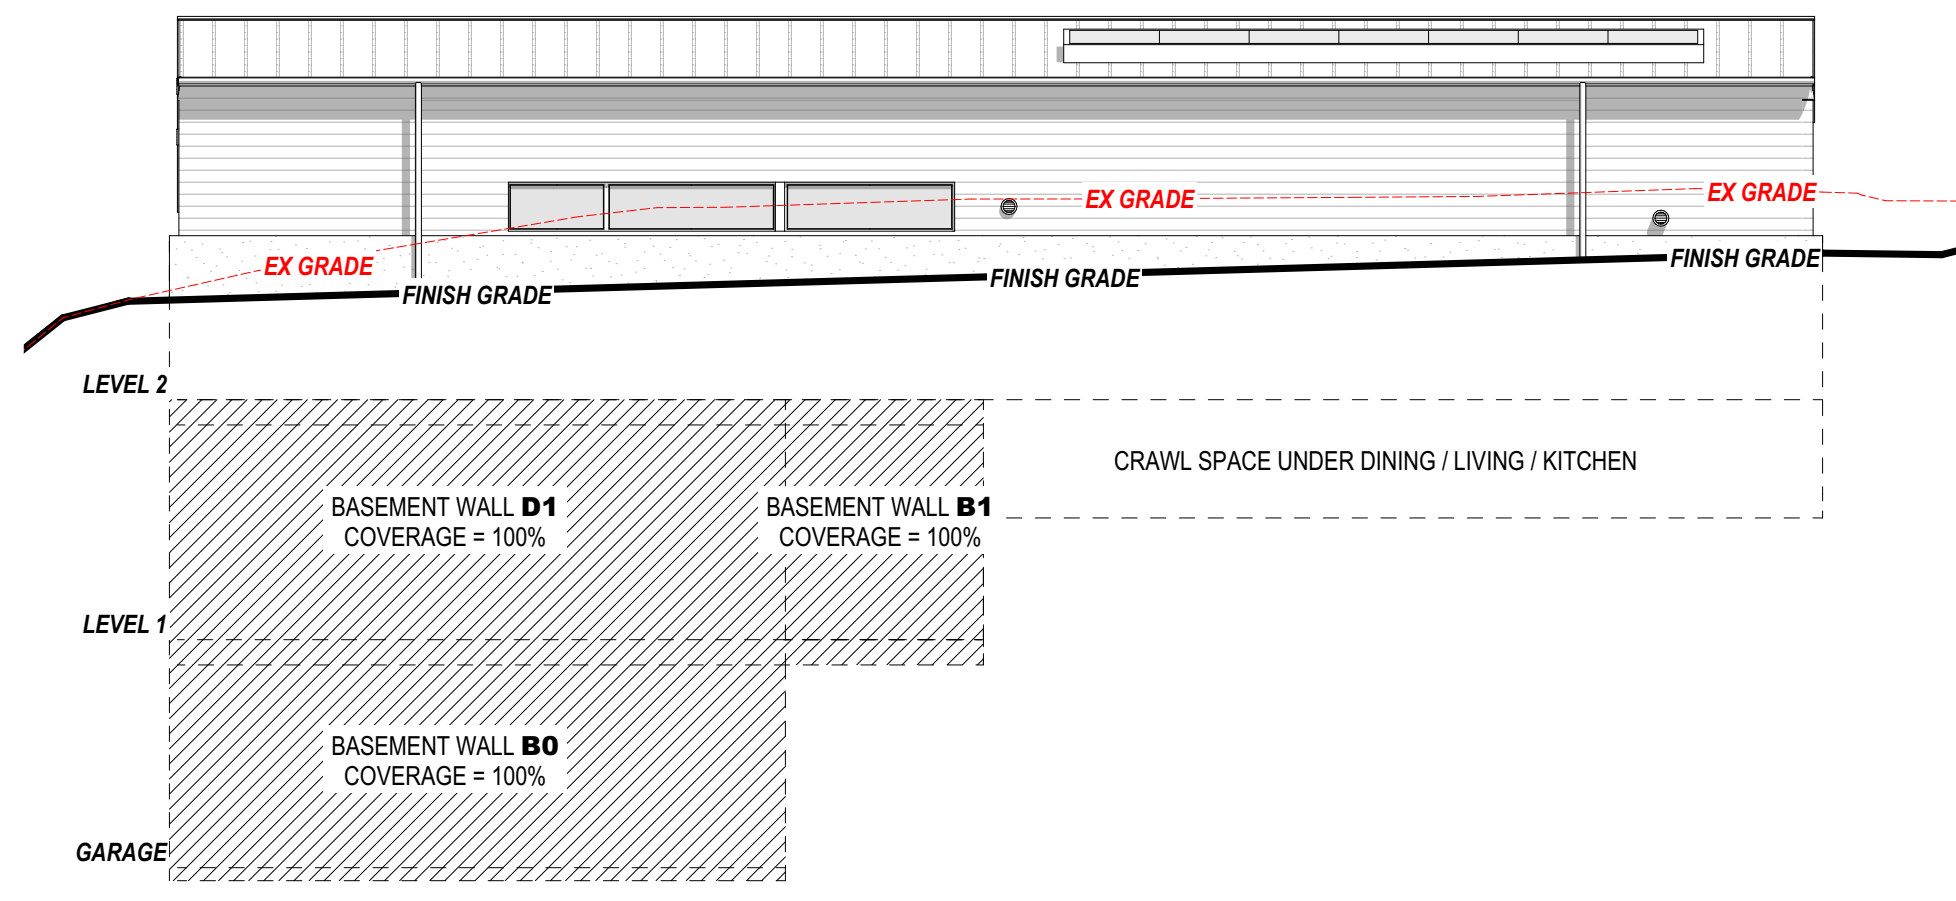 EX GRADE
EX GRADE
EX GRADE
FINISH GRADE
FINISH GRADE
FINISH GRADE
LEVEL 2
CRAWL SPACE UNDER DINING / LIVING / KITCHEN
BASEMENT WALL D1
COVERAGE = 100%
BASEMENT WALL B1
COVERAGE = 100%
LEVEL 1
BASEMENT WALL B0
COVERAGE = 100%
GARAGE